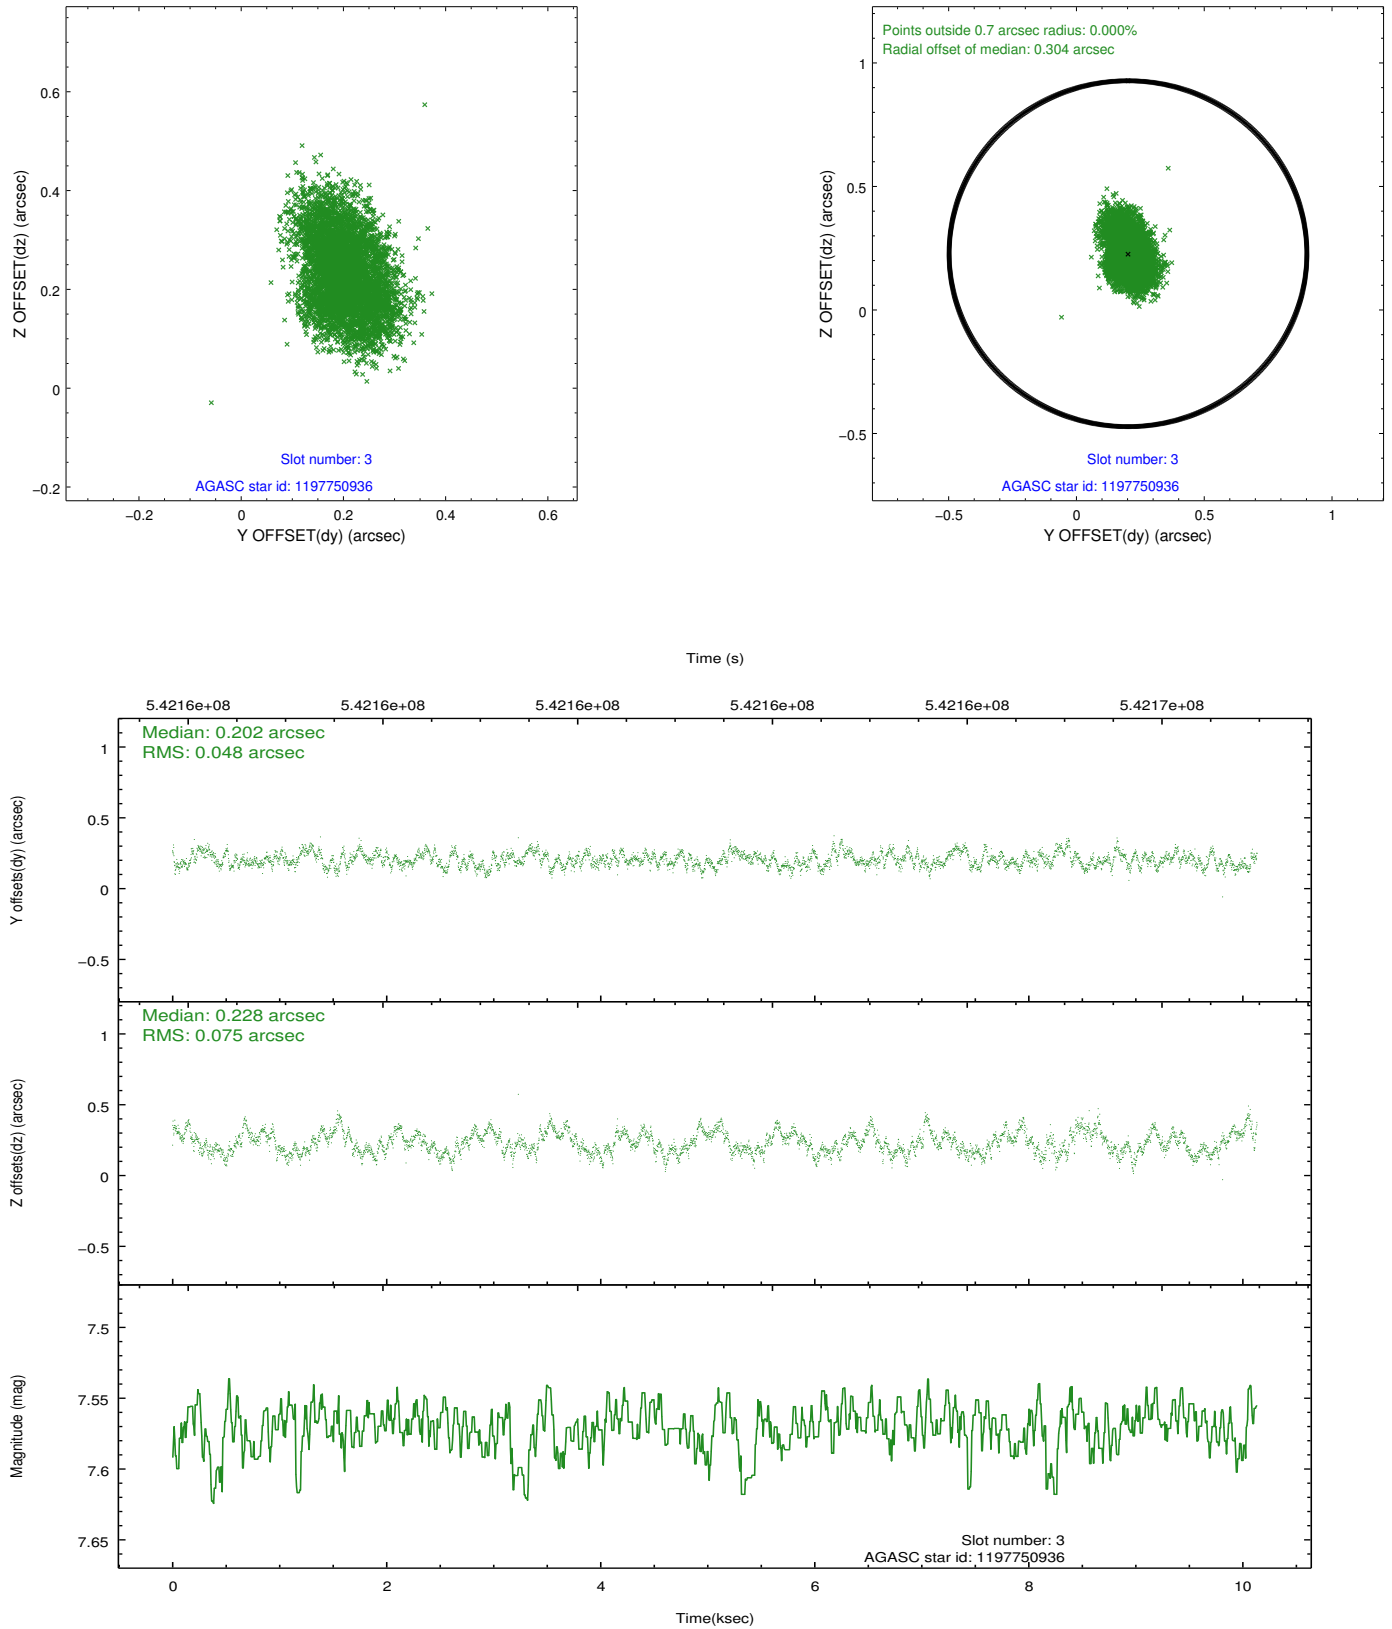 0.6
0.4
0.2
0
−0.2
Z OFFSET(dz) (arcsec)
Slot number: 3
AGASC star id: 1197750936
−0.2 0 0.2 0.4 0.6
Y OFFSET(dy) (arcsec)
Points outside 0.7 arcsec radius: 0.000%
Radial offset of median: 0.304 arcsec
1
0.5
0
−0.5
Z OFFSET(dz) (arcsec)
Slot number: 3
AGASC star id: 1197750936
−0.5 0 0.5 1
Y OFFSET(dy) (arcsec)
Time (s)
5.4216e+08 5.4216e+08 5.4216e+08 5.4216e+08 5.4216e+08 5.4217e+08
Median: 0.202 arcsec
RMS: 0.048 arcsec
1
0.5
0
−0.5
Y offsets(dy) (arcsec)
Median: 0.228 arcsec
RMS: 0.075 arcsec
1
0.5
0
−0.5
Z offsets(dz) (arcsec)
7.5
7.55
7.6
7.65
Magnitude (mag)
Slot number: 3
AGASC star id: 1197750936
0 2 4 6 8 10
Time(ksec)